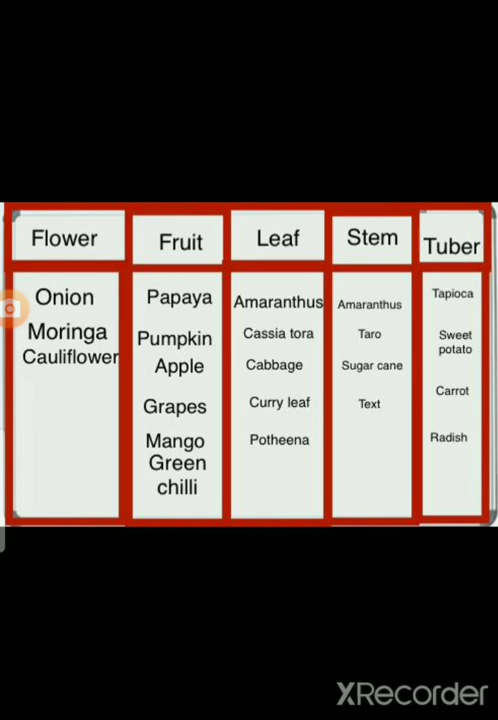 Flower Fruit Leaf Stem Tuber
Onion Papaya Amaranthus Amaranthus Tapioca
Moringa Pumpkin Cassia tora Taro Sweet
potato
Cauliflower Apple Cabbage Sugar cane Carrot
Grapes Curry leaf Text Radish
Mango Potheena
Green
chilli
XRecorder